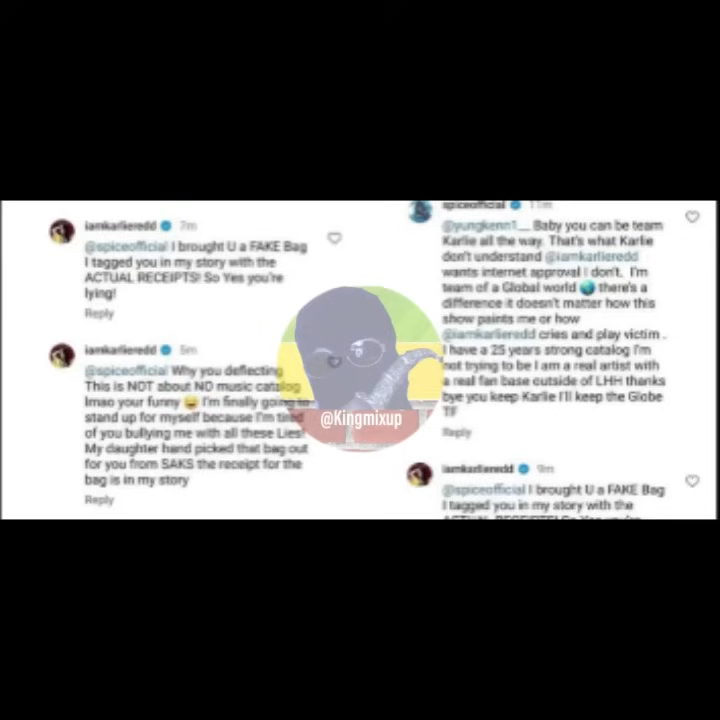 iamkarlieredd 7m
@spiceofficial I brought U a FAKE Bag
I tagged you in my story with the
ACTUAL RECEIPTS! So Yes you're
lying!
Reply
iamkarlieredd 5m
@spiceofficial Why you deflecting
This is NOT about NO music catalog
lmao your funny 😄 I'm finally going to
stand up for myself because I'm tired
of you bullying me with all these Lies!
My daughter hand picked that bag out
for you from SAKS the receipt for the
bag is in my story
Reply
@Kingmixup
spiceofficial 11m
@yungkenn1__ Baby you can be team
Karlie all the way. That's what Karlie
don't understand @iamkarlieredd
wants internet approval I don't. I'm
team of a Global world 🌎 there's a
difference it doesn't matter how this
show paints me or how
@iamkarlieredd cries and play victim .
I have a 25 years strong catalog I'm
not trying to be I am a real artist with
a real fan base outside of LHH thanks
bye you keep Karlie I'll keep the Globe
TF
Reply
iamkarlieredd 9m
@spiceofficial I brought U a FAKE Bag
I tagged you in my story with the
ACTUAL RECEIPTS! So Yes you're